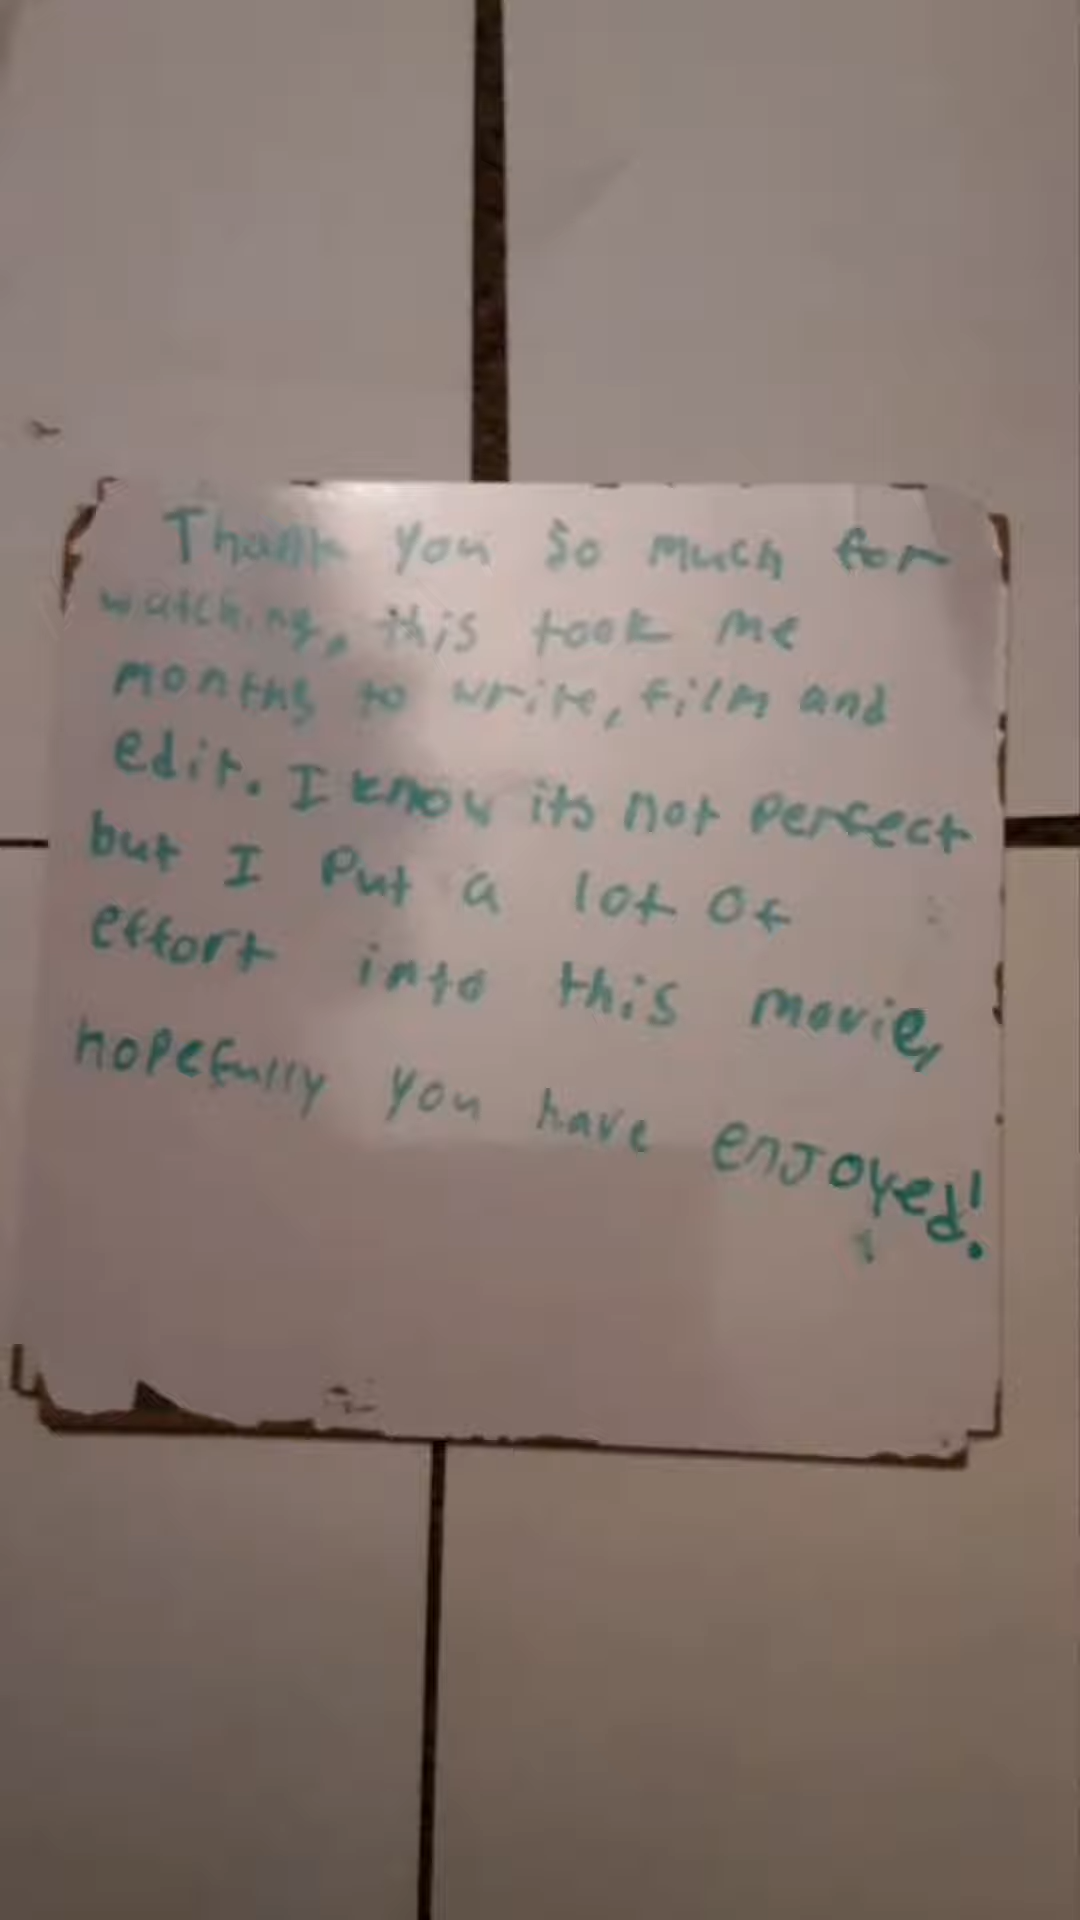 Thank you so much for
watching, this took me
months to write, film and
edit. I know its not perfect
but I put a lot of
effort into this movie,
hopefully you have enjoyed!